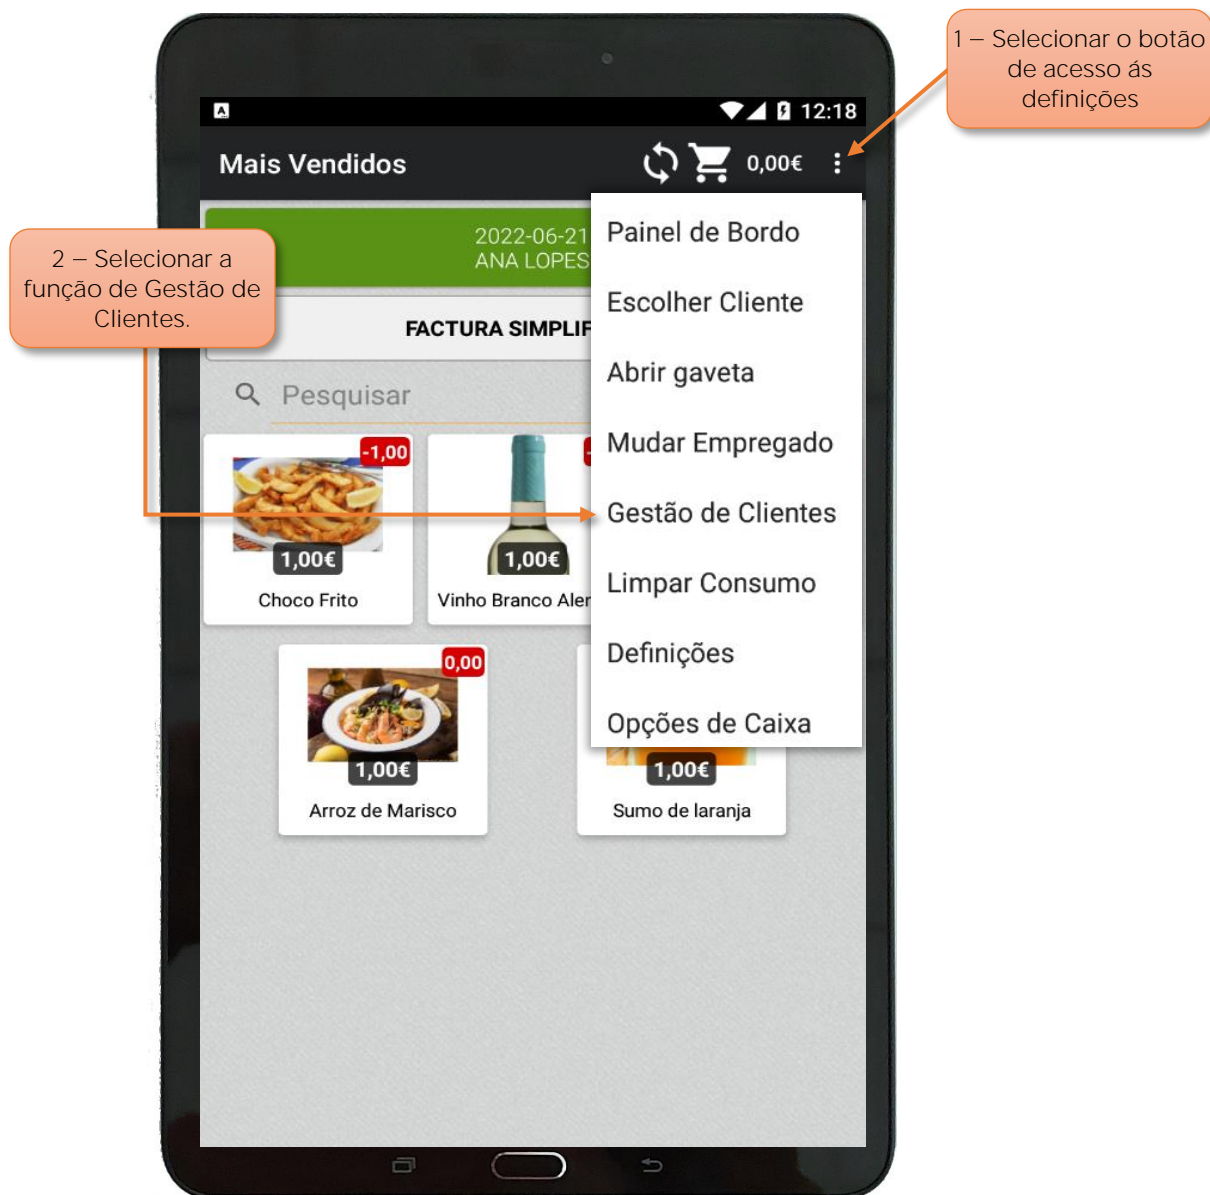 1 – Selecionar o botão
de acesso ás
definições
12:18
Mais Vendidos
0,00€
2022-06-21
ANA LOPES
2 – Selecionar a
função de Gestão de
Clientes.
FACTURA SIMPLIF
Pesquisar
Painel de Bordo
Escolher Cliente
Abrir gaveta
Mudar Empregado
Gestão de Clientes
Limpar Consumo
Definições
Opções de Caixa
-1,00
1,00€
Choco Frito
1,00€
Vinho Branco Aler
0,00
1,00€
Arroz de Marisco
1,00€
Sumo de laranja